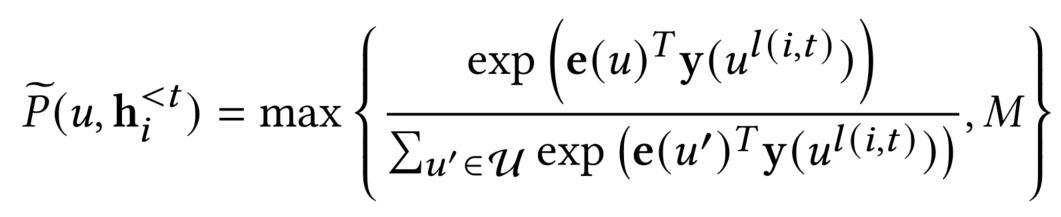 \widetilde{P}(u, \mathbf{h}_i^{<t}) = \max \left\{ \frac{\exp\left(\mathbf{e}(u)^T \mathbf{y}(u^{l(i,t)})\right)}{\sum_{u' \in \mathcal{U}} \exp\left(\mathbf{e}(u')^T \mathbf{y}(u^{l(i,t)})\right)}, M \right\}